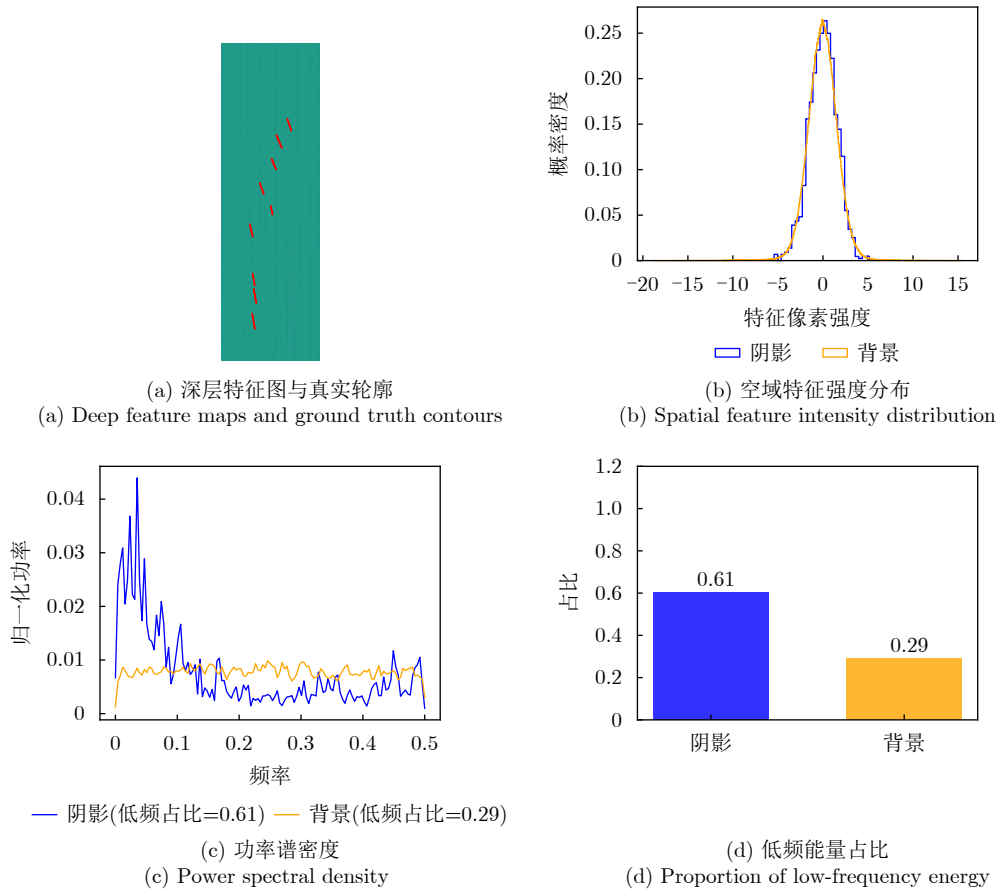 (a) 深层特征图与真实轮廓
(a) Deep feature maps and ground truth contours
概率密度
0.25
0.20
0.15
0.10
0.05
0
−20
−15
−10
−5
0
5
10
15
特征像素强度
阴影
背景
(b) 空域特征强度分布
(b) Spatial feature intensity distribution
归一化功率
0.04
0.03
0.02
0.01
0
0
0.1
0.2
0.3
0.4
0.5
频率
阴影(低频占比=0.61)
背景(低频占比=0.29)
(c) 功率谱密度
(c) Power spectral density
占比
1.2
1.0
0.8
0.6
0.4
0.2
0
0.61
0.29
阴影
背景
(d) 低频能量占比
(d) Proportion of low-frequency energy